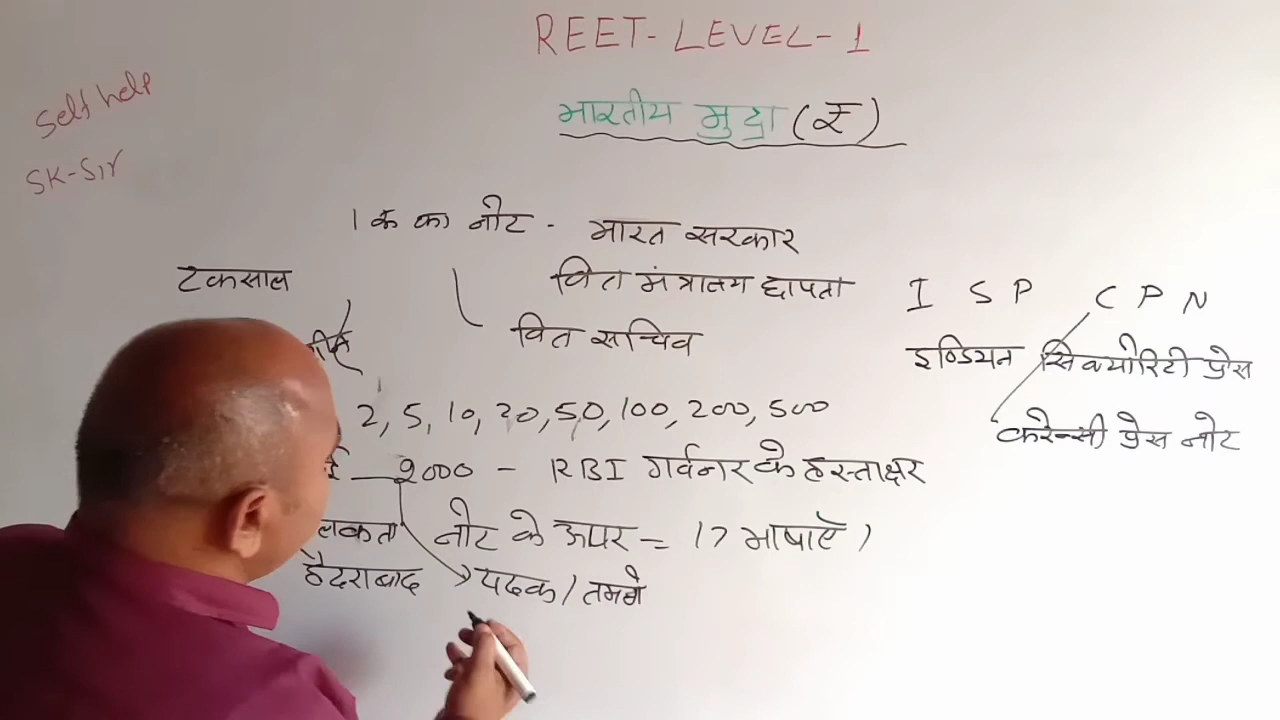 REET-LEVEL-1
Self help
SK-Sir
भारतीय मुद्रा (₹)
1 रू का नोट - भारत सरकार
टकसाल
वित मंत्रालय छापता
वित सचिव
I S P C P N
इण्डियन सिक्योरिटी प्रेस
करेन्सी प्रेस नोट
2, 5, 10, 20, 50, 100, 200, 500
2000 - RBI गर्वनर के हस्ताक्षर
लकता नोट के ऊपर = 17 भाषाएँ
हैदराबाद पदक / तमगे